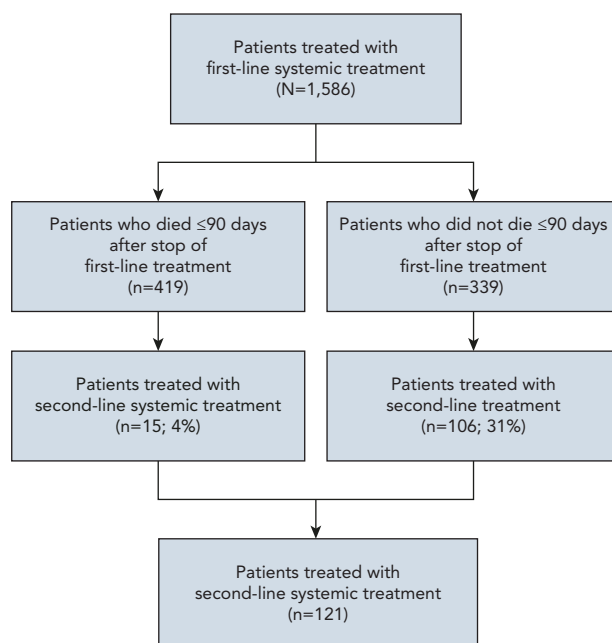 Patients treated with
first-line systemic treatment
(N=1,586)
Patients who died ≤90 days
after stop of
first-line treatment
(n=419)
Patients who did not die ≤90 days
after stop of
first-line treatment
(n=339)
Patients treated with
second-line systemic treatment
(n=15; 4%)
Patients treated with
second-line treatment
(n=106; 31%)
Patients treated with
second-line systemic treatment
(n=121)